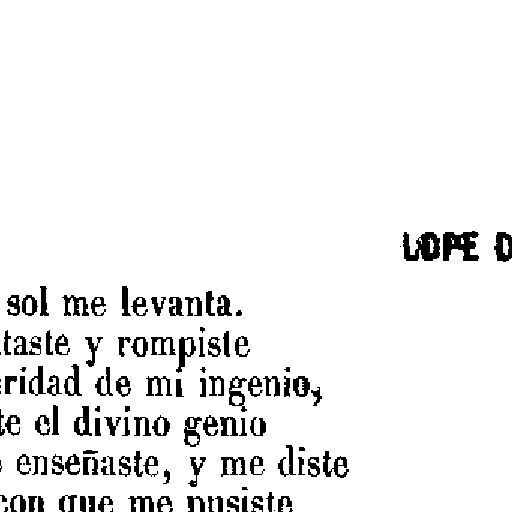 LOPE D
sol me levanta.
taste y rompiste
ridad de mi ingenio,
te el divino genio
enseñaste, y me diste
con que me pusiste